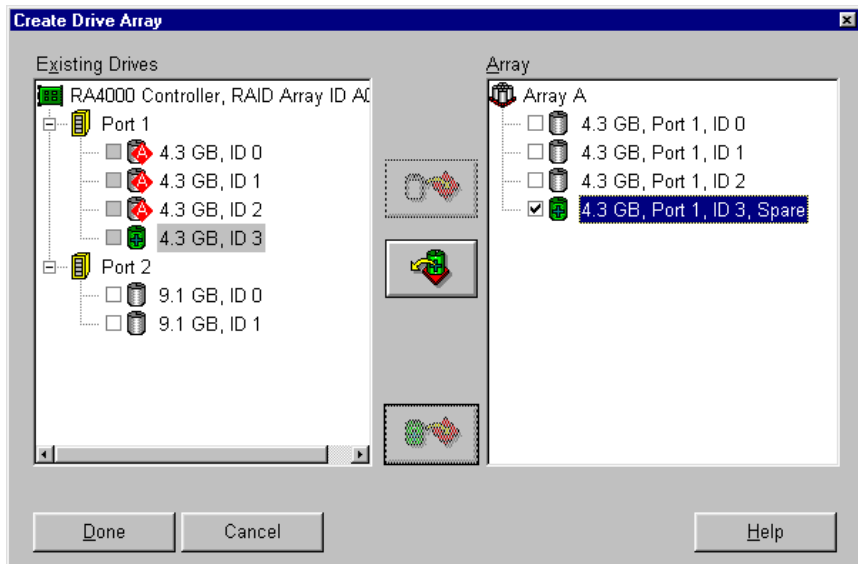 Create Drive Array
Existing Drives
RA4000 Controller, RAID Array ID A0
Port 1
4.3 GB, ID 0
4.3 GB, ID 1
4.3 GB, ID 2
4.3 GB, ID 3
Port 2
9.1 GB, ID 0
9.1 GB, ID 1
Array
Array A
4.3 GB, Port 1, ID 0
4.3 GB, Port 1, ID 1
4.3 GB, Port 1, ID 2
4.3 GB, Port 1, ID 3, Spare
Done
Cancel
Help